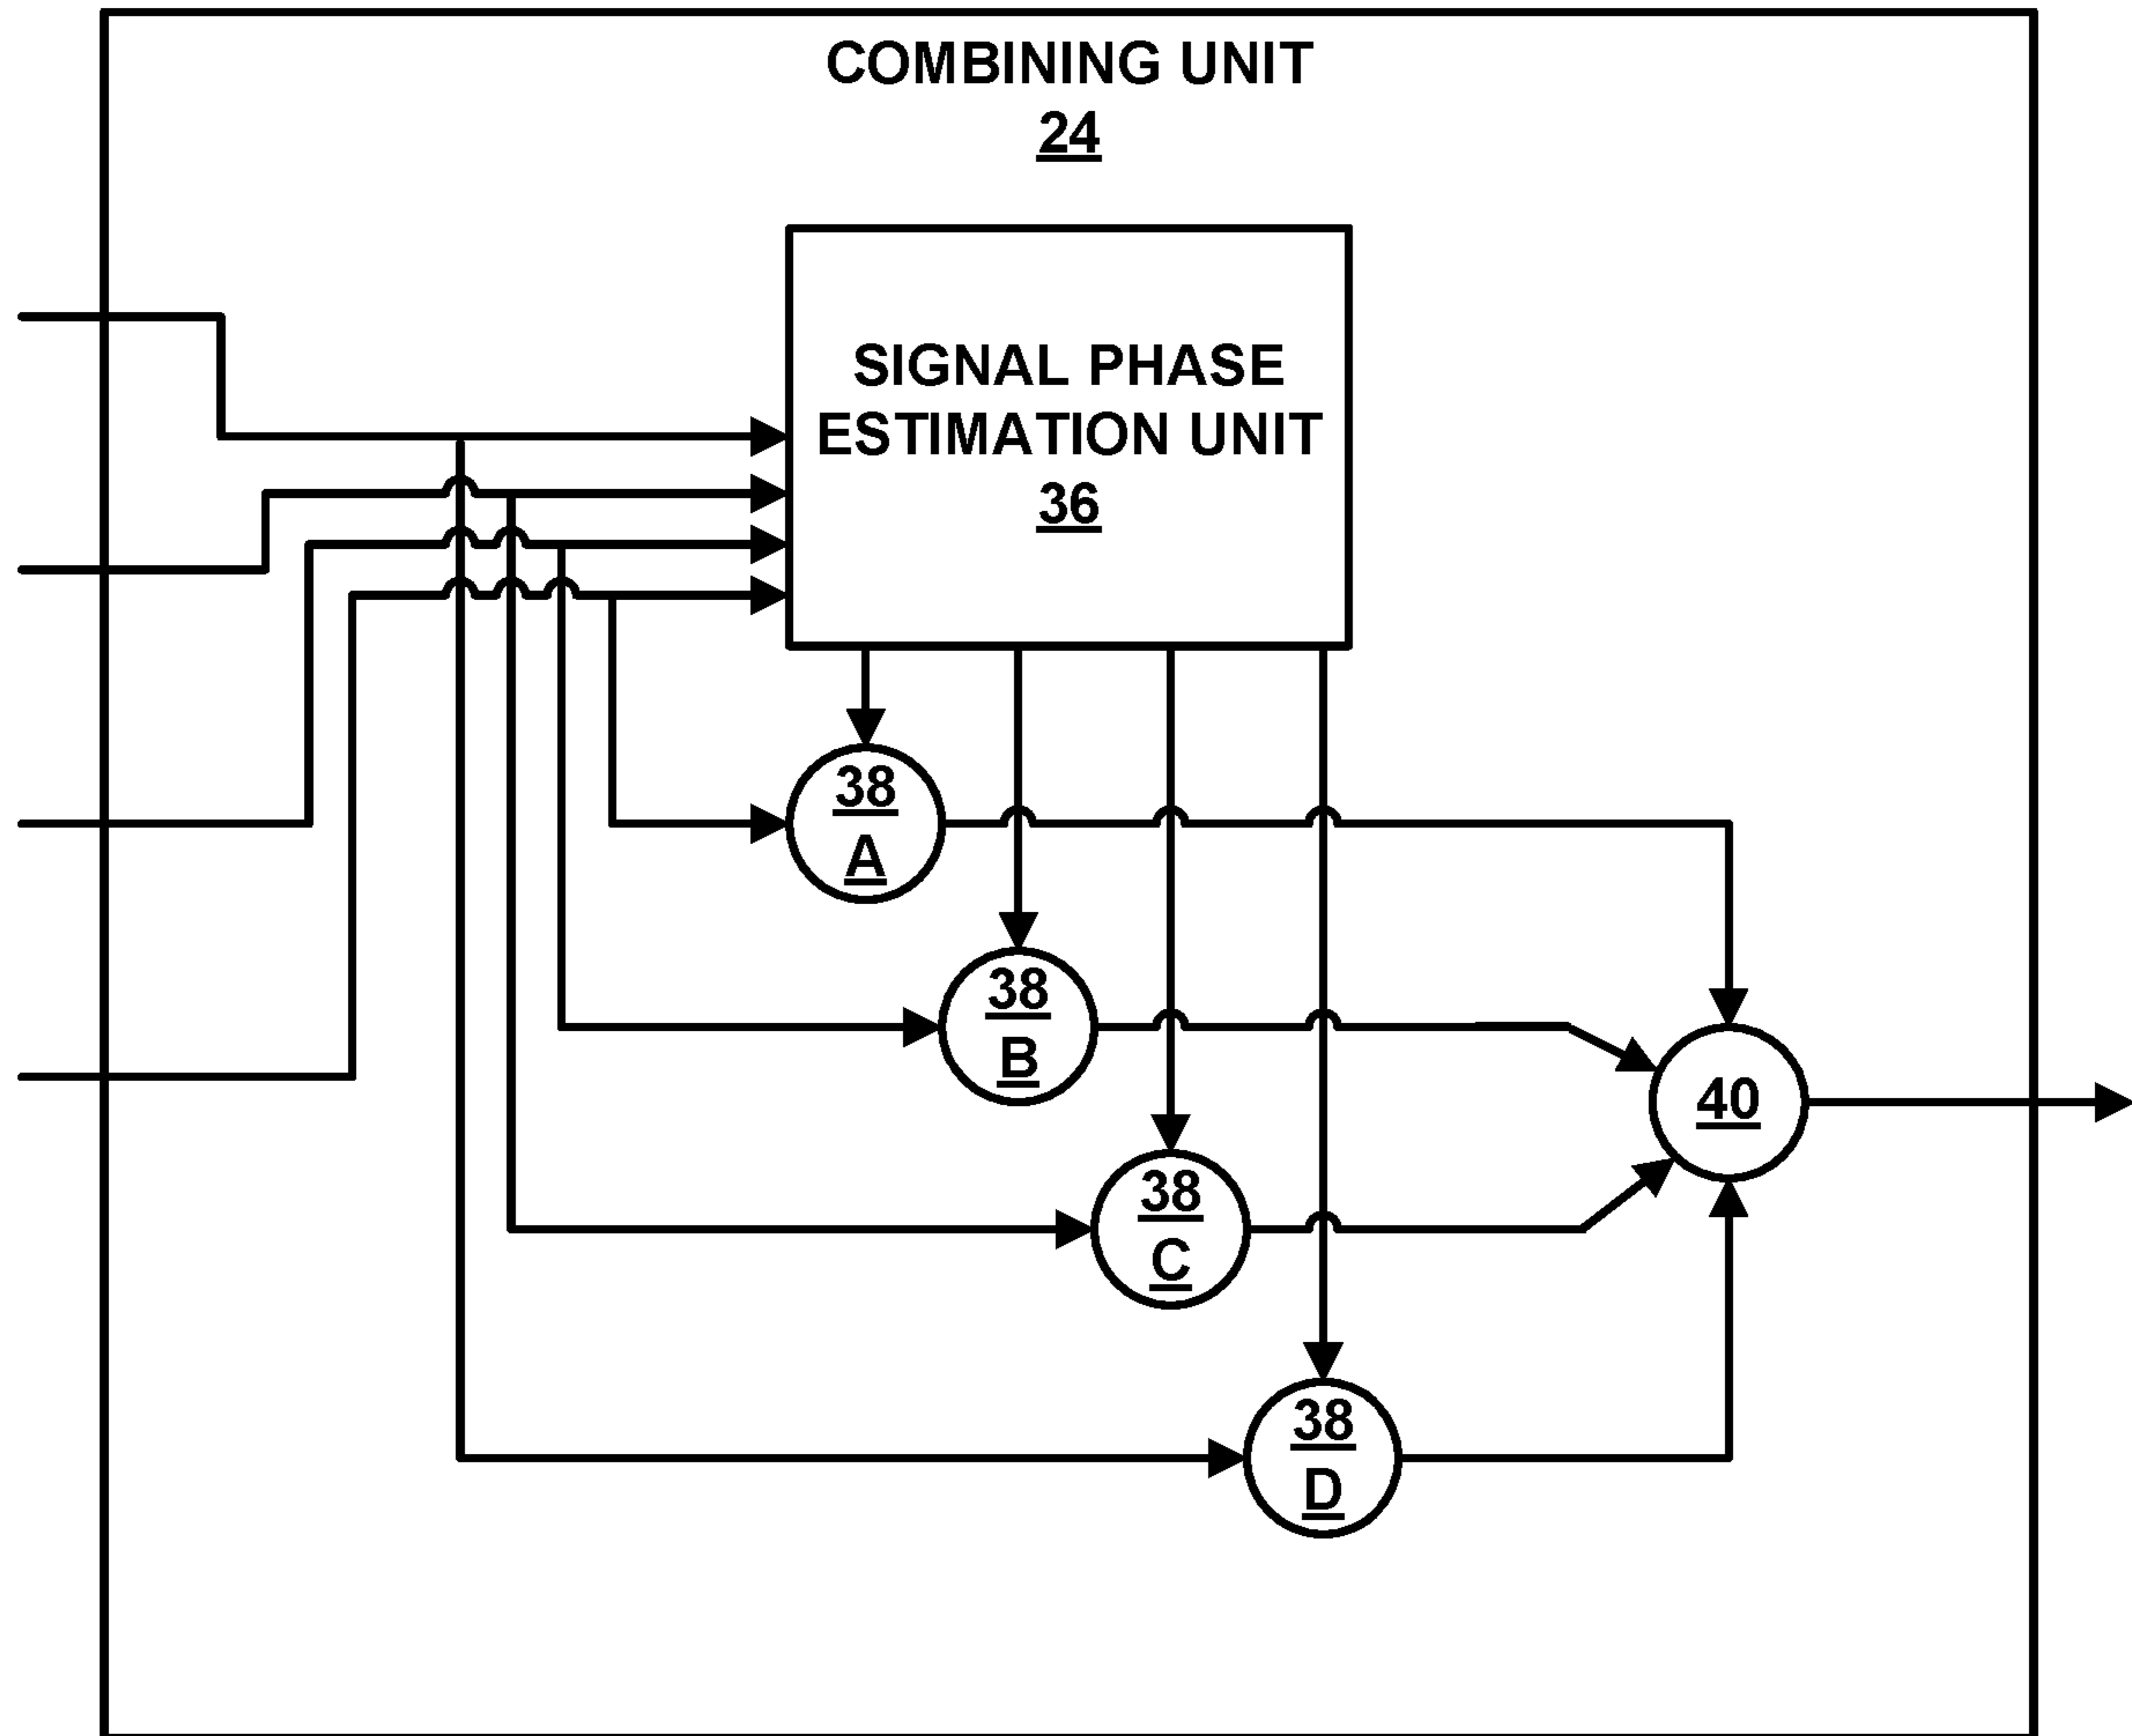 COMBINING UNIT
24
SIGNAL PHASE
ESTIMATION UNIT
36
38
A
38
B
40
38
C
38
D